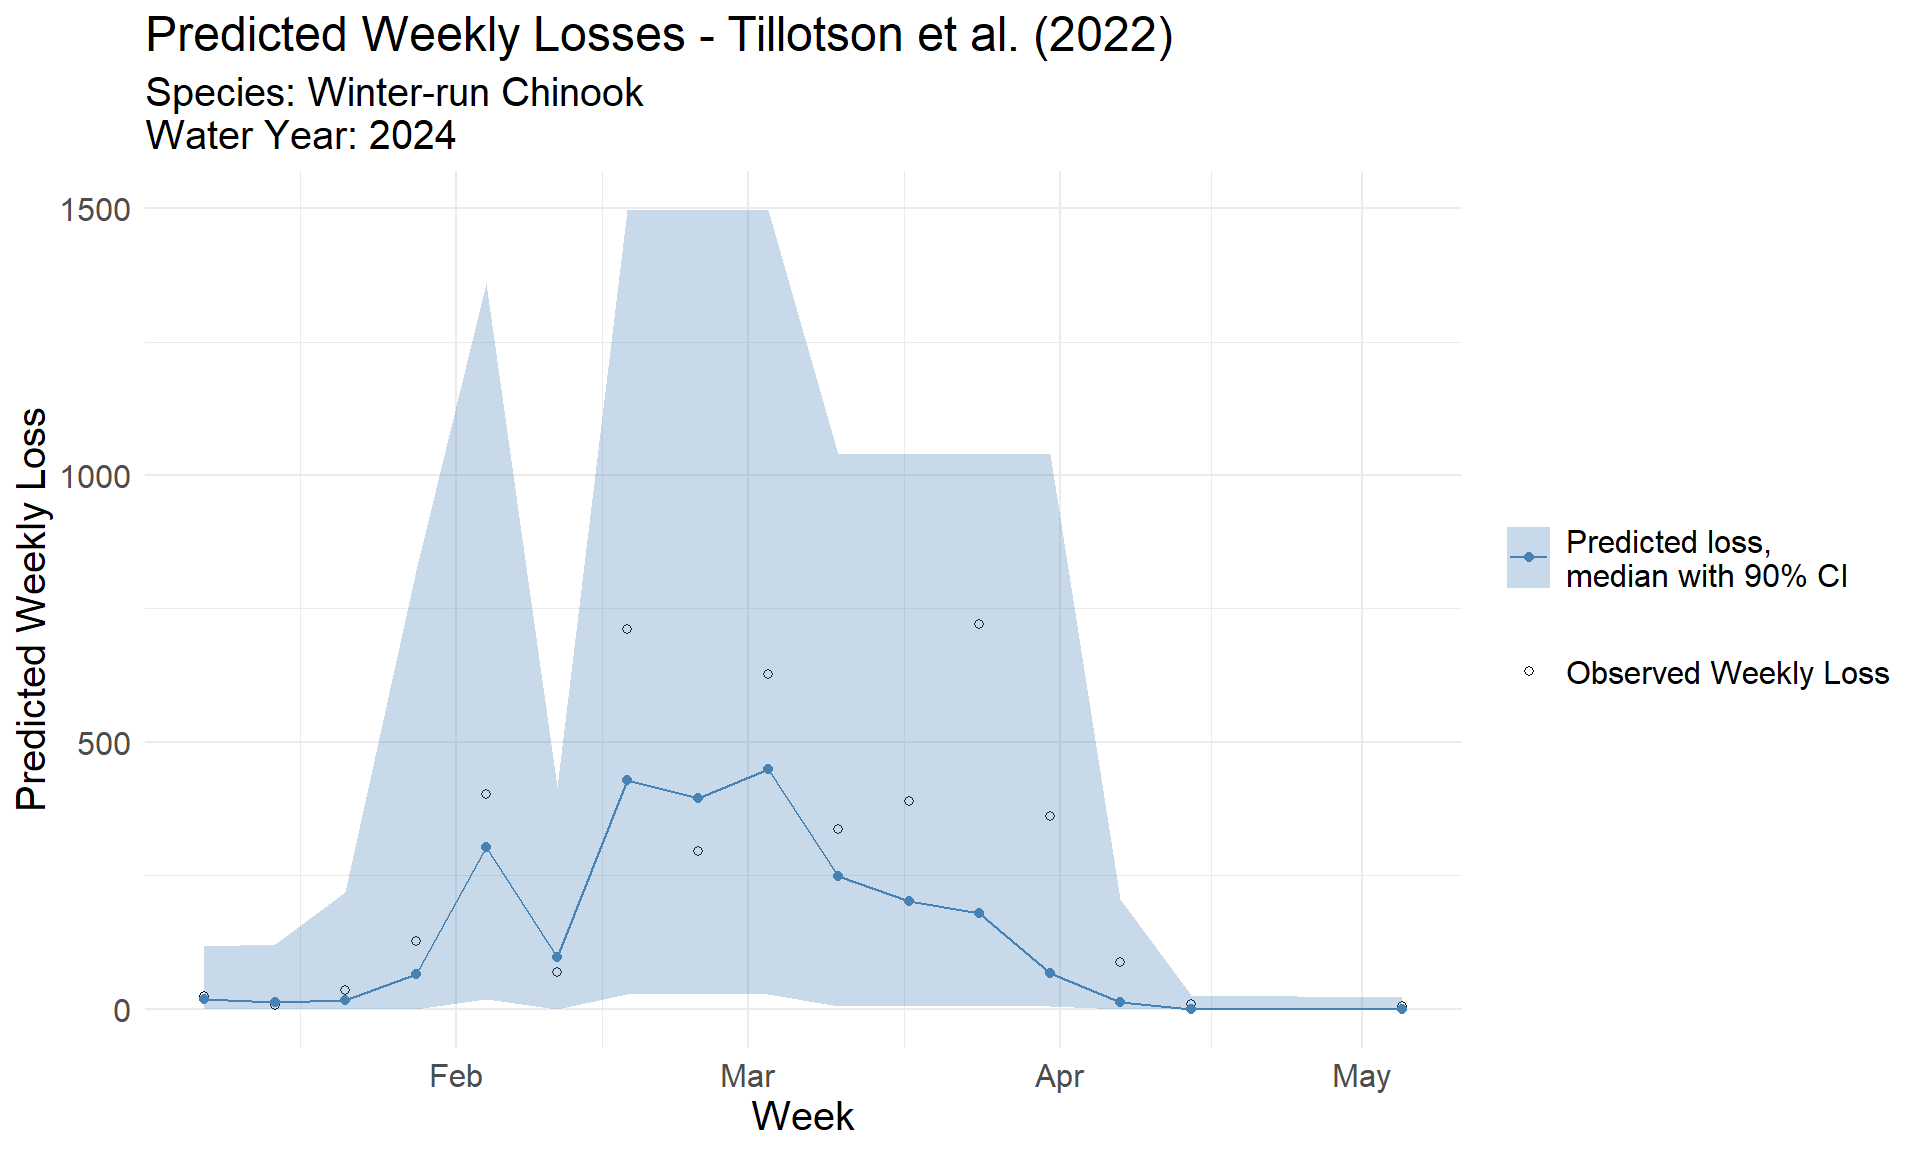 Predicted Weekly Losses - Tillotson et al. (2022)
Species: Winter-run Chinook
Water Year: 2024
Predicted Weekly Loss
1500
1000
500
0
Feb
Mar
Apr
May
Week
Predicted loss,
median with 90% CI
Observed Weekly Loss